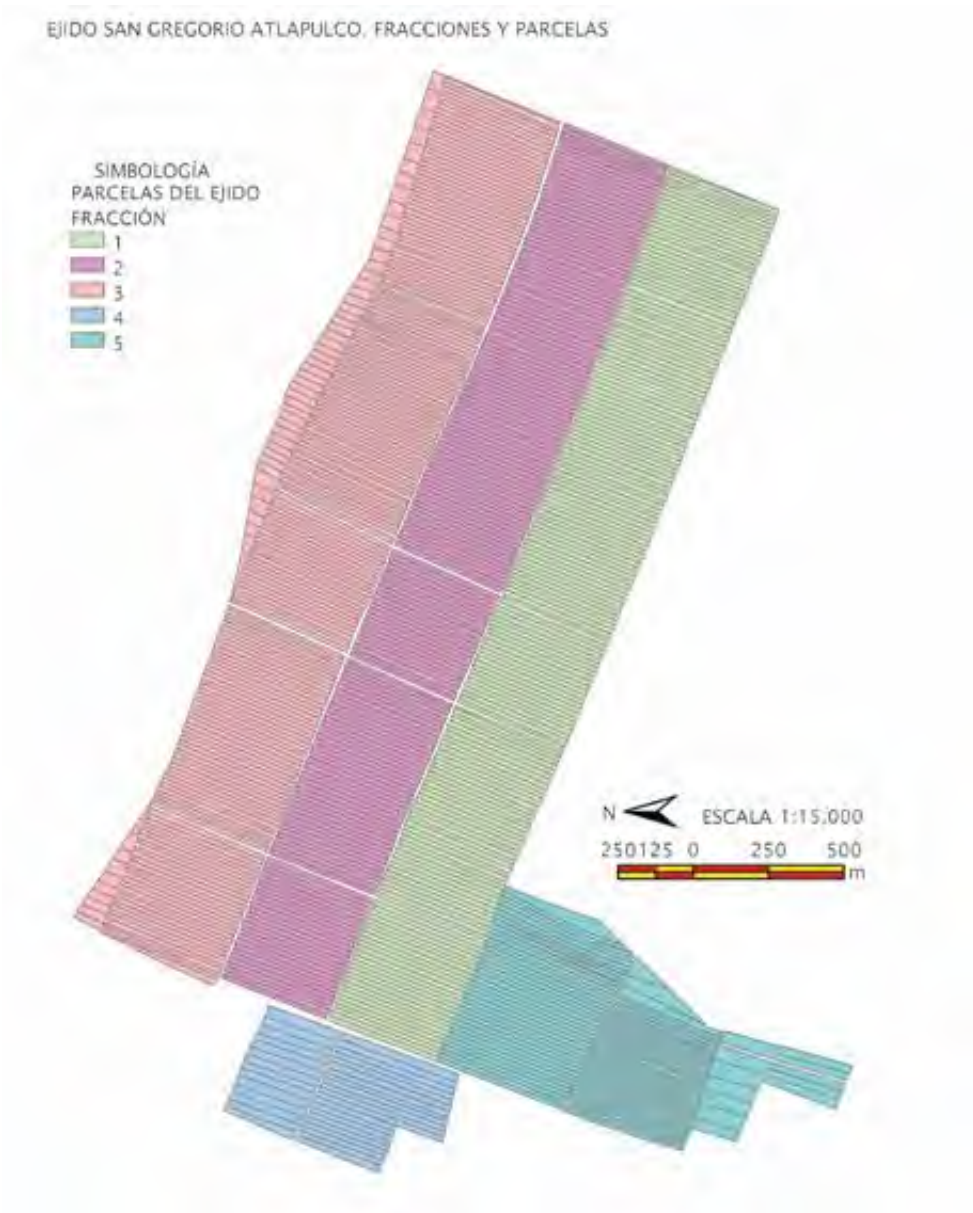 EJIDO SAN GREGORIO ATLAPULCO. FRACCIONES Y PARCELAS
SIMBOLOGÍA
PARCELAS DEL EJIDO
FRACCIÓN
1
2
3
4
5
N ESCALA 1:15,000
250125 0 250 500
m